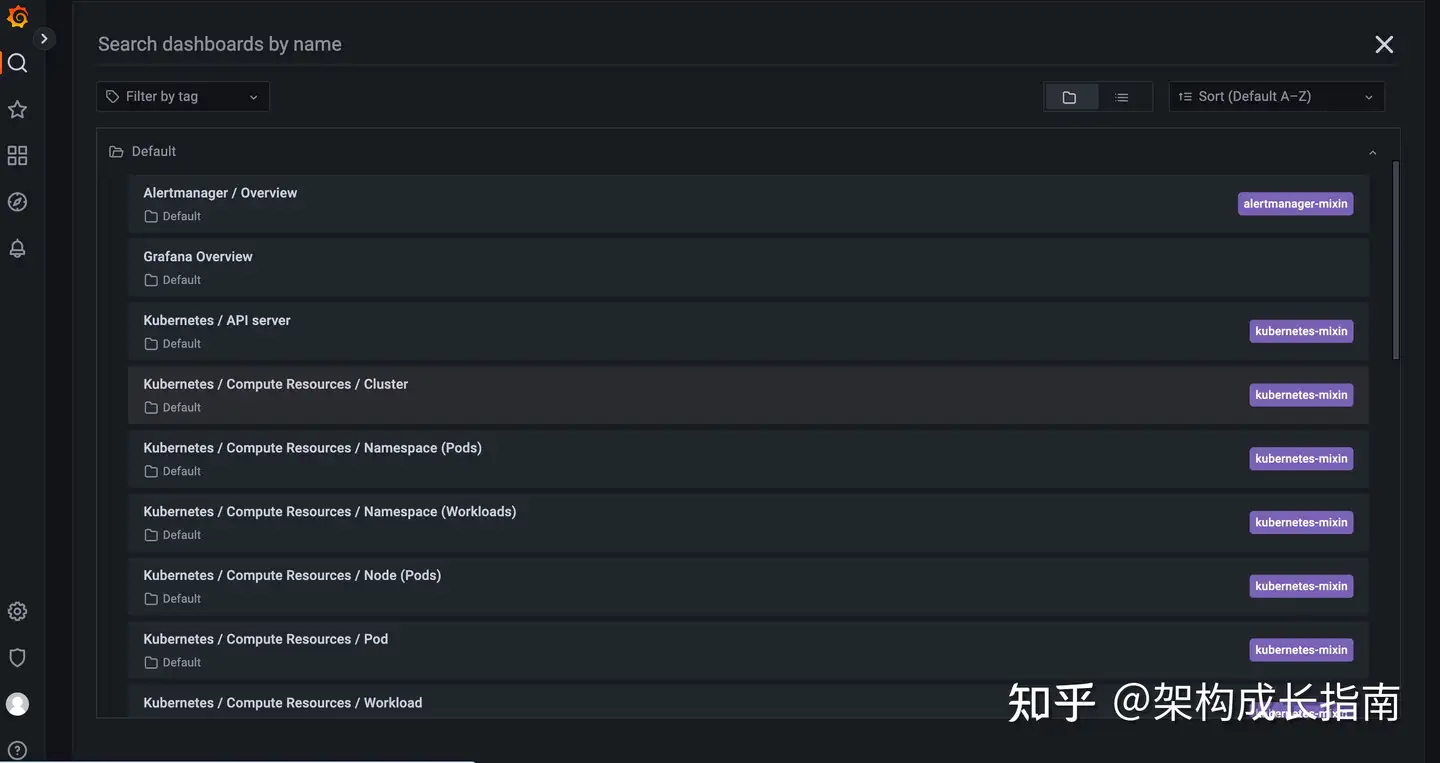 Search dashboards by name
Filter by tag
Sort (Default A–Z)
Default
Alertmanager / Overview
Default
alertmanager-mixin
Grafana Overview
Default
Kubernetes / API server
Default
kubernetes-mixin
Kubernetes / Compute Resources / Cluster
Default
kubernetes-mixin
Kubernetes / Compute Resources / Namespace (Pods)
Default
kubernetes-mixin
Kubernetes / Compute Resources / Namespace (Workloads)
Default
kubernetes-mixin
Kubernetes / Compute Resources / Node (Pods)
Default
kubernetes-mixin
Kubernetes / Compute Resources / Pod
Default
kubernetes-mixin
Kubernetes / Compute Resources / Workload
kubernetes-mixin
知乎 @架构成长指南